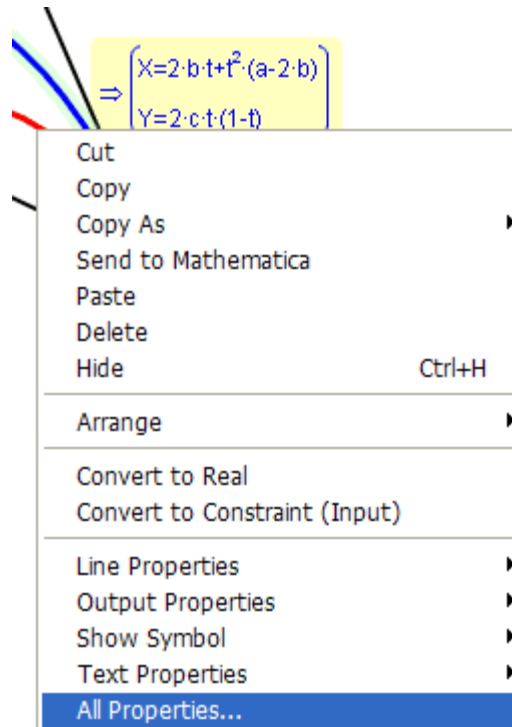 ⇒ X=2·b·t+t²·(a-2·b)
Y=2·c·t·(1-t)
Cut
Copy
Copy As
Send to Mathematica
Paste
Delete
Hide Ctrl+H
Arrange
Convert to Real
Convert to Constraint (Input)
Line Properties
Output Properties
Show Symbol
Text Properties
All Properties...